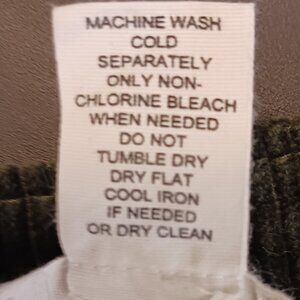 MACHINE WASH
COLD
SEPARATELY
ONLY NON-
CHLORINE BLEACH
WHEN NEEDED
DO NOT
TUMBLE DRY
DRY FLAT
COOL IRON
IF NEEDED
OR DRY CLEAN